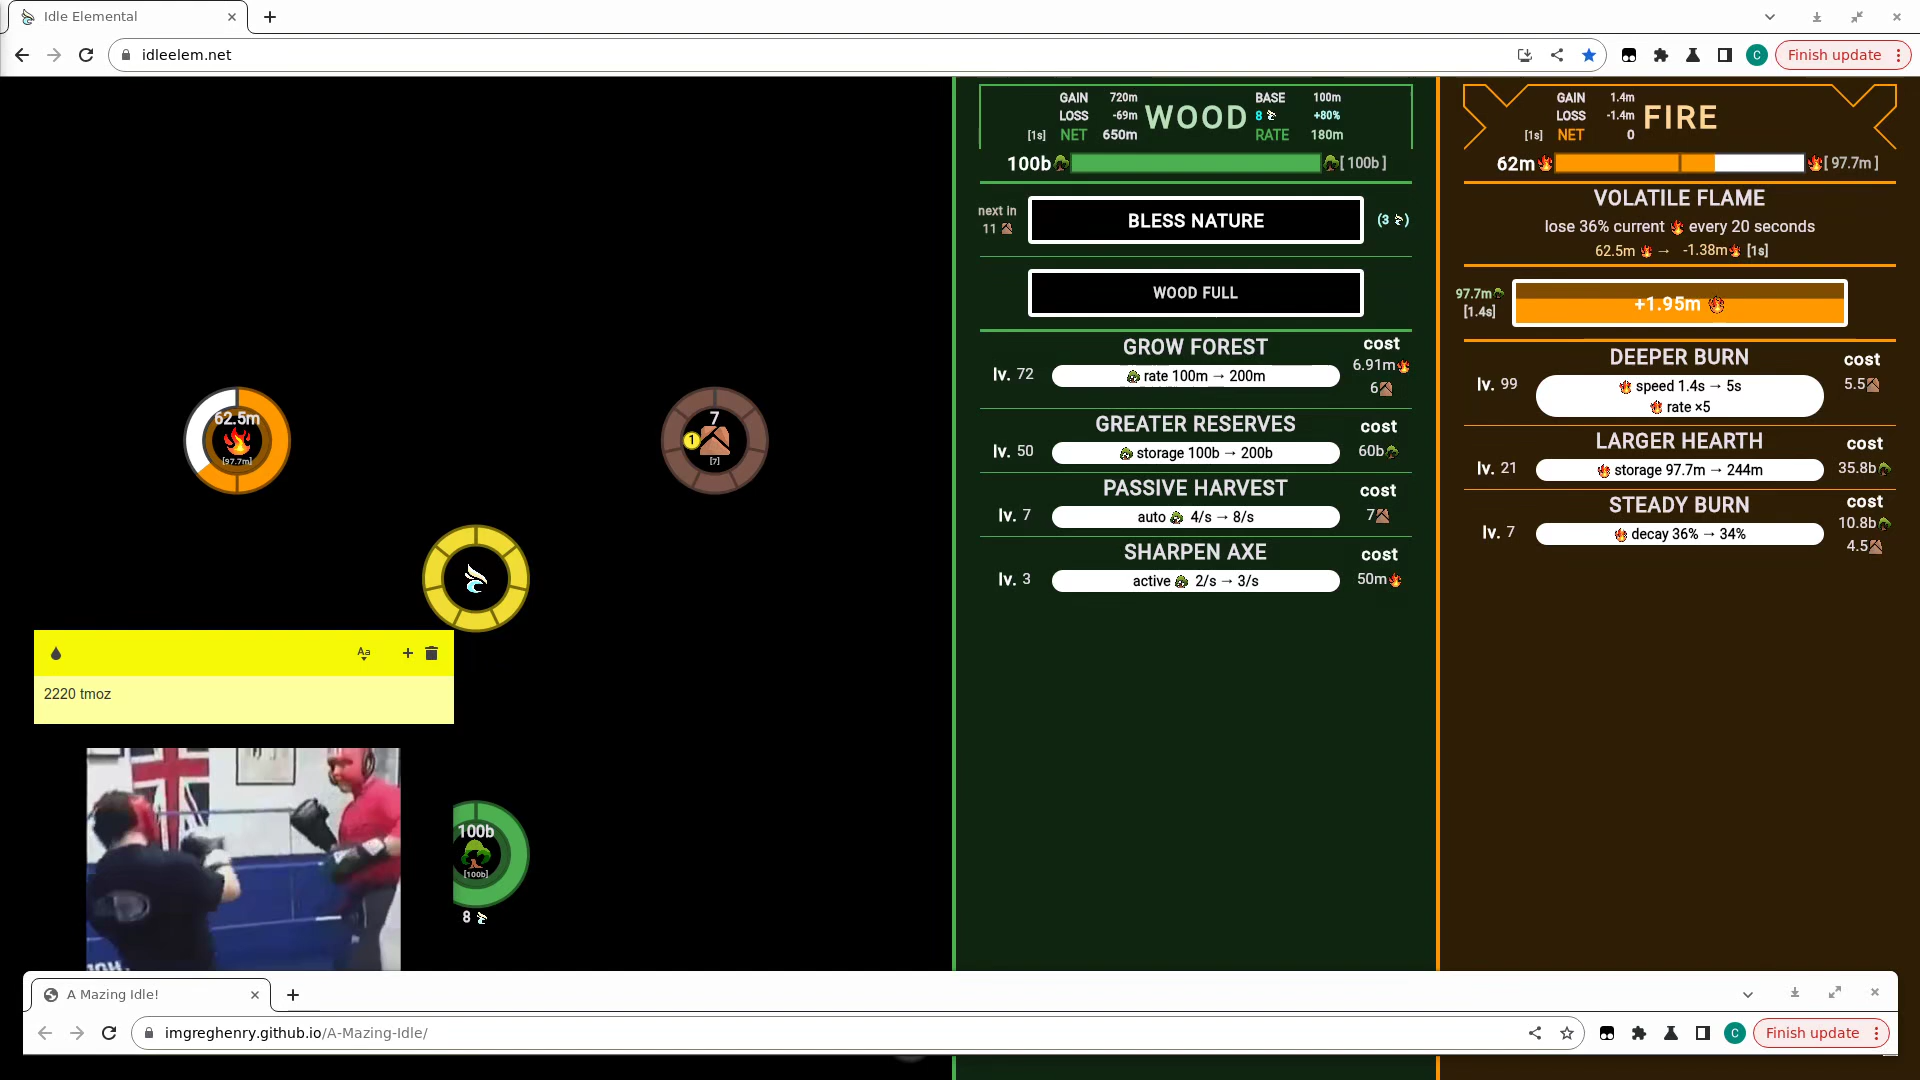 Idle Elemental
idleelem.net
C
Finish update
GAIN 720m
LOSS -69m
[1s] NET 650m
WOOD
BASE 100m
8 +80%
RATE 180m
100b [100b]
next in
11
BLESS NATURE
(3 )
WOOD FULL
GROW FOREST
lv. 72
rate 100m → 200m
cost
6.91m
6
GREATER RESERVES
lv. 50
storage 100b → 200b
cost
60b
PASSIVE HARVEST
lv. 7
auto 4/s → 8/s
cost
7
SHARPEN AXE
lv. 3
active 2/s → 3/s
cost
50m
GAIN 1.4m
LOSS -1.4m
[1s] NET 0
FIRE
62m [97.7m]
VOLATILE FLAME
lose 36% current every 20 seconds
62.5m → -1.38m [1s]
97.7m
[1.4s]
+1.95m
DEEPER BURN
lv. 99
speed 1.4s → 5s
rate ×5
cost
5.5
LARGER HEARTH
lv. 21
storage 97.7m → 244m
cost
35.8b
STEADY BURN
lv. 7
decay 36% → 34%
cost
10.8b
4.5
62.5m
[97.7m]
7
1
[7]
Aa
2220 tmoz
100b
[100b]
8
A Mazing Idle!
imgreghenry.github.io/A-Mazing-Idle/
C
Finish update